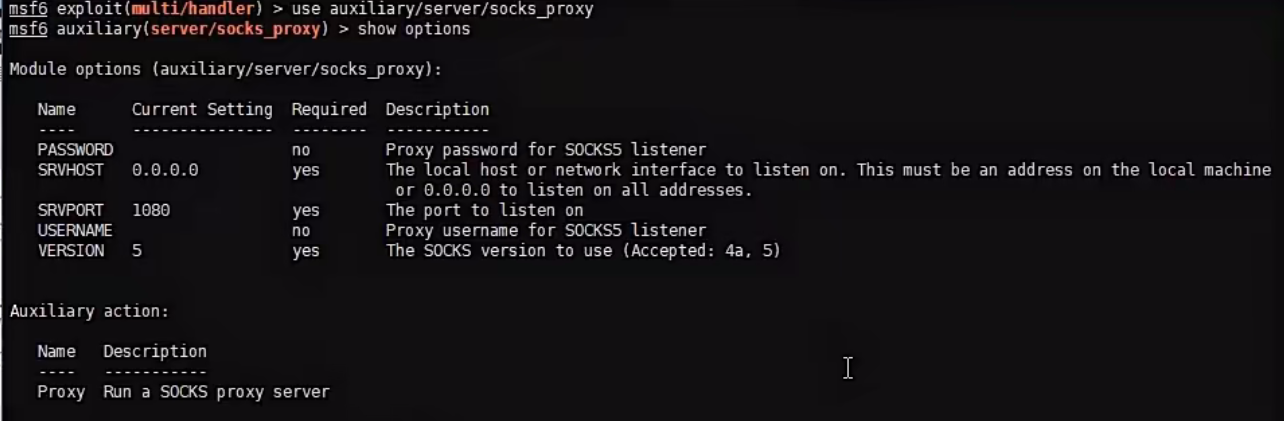 msf6 exploit(multi/handler) > use auxiliary/server/socks_proxy
msf6 auxiliary(server/socks_proxy) > show options
Module options (auxiliary/server/socks_proxy):
Name Current Setting Required Description
---- --------------- -------- -----------
PASSWORD no Proxy password for SOCKS5 listener
SRVHOST 0.0.0.0 yes The local host or network interface to listen on. This must be an address on the local machine
or 0.0.0.0 to listen on all addresses.
SRVPORT 1080 yes The port to listen on
USERNAME no Proxy username for SOCKS5 listener
VERSION 5 yes The SOCKS version to use (Accepted: 4a, 5)
Auxiliary action:
Name Description
---- -----------
Proxy Run a SOCKS proxy server